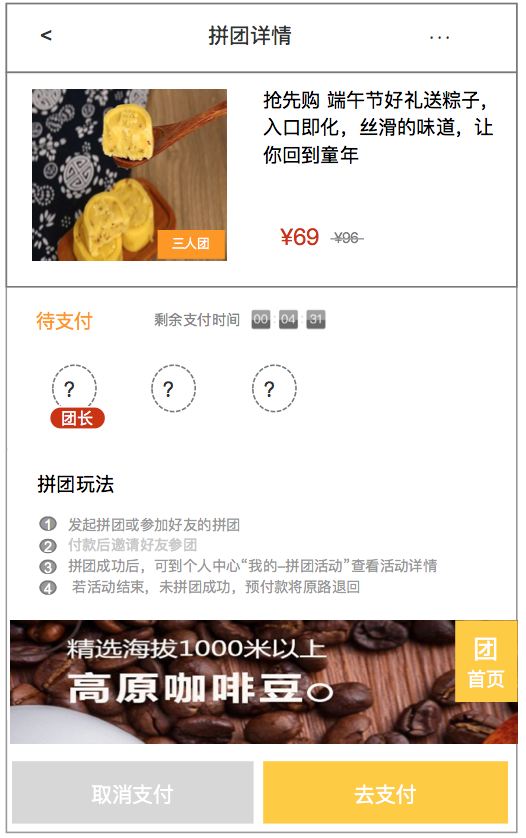 <
拼团详情
...
抢先购 端午节好礼送粽子，
入口即化，丝滑的味道，让
你回到童年
三人团
¥69 ¥96
待支付
剩余支付时间 00:04:31
? ? ?
团长
拼团玩法
1 发起拼团或参加好友的拼团
2 付款后邀请好友参团
3 拼团成功后，可到个人中心“我的—拼团活动”查看活动详情
4 若活动结束，未拼团成功，预付款将原路退回
精选海拔1000米以上
高原咖啡豆。
团
首页
取消支付
去支付